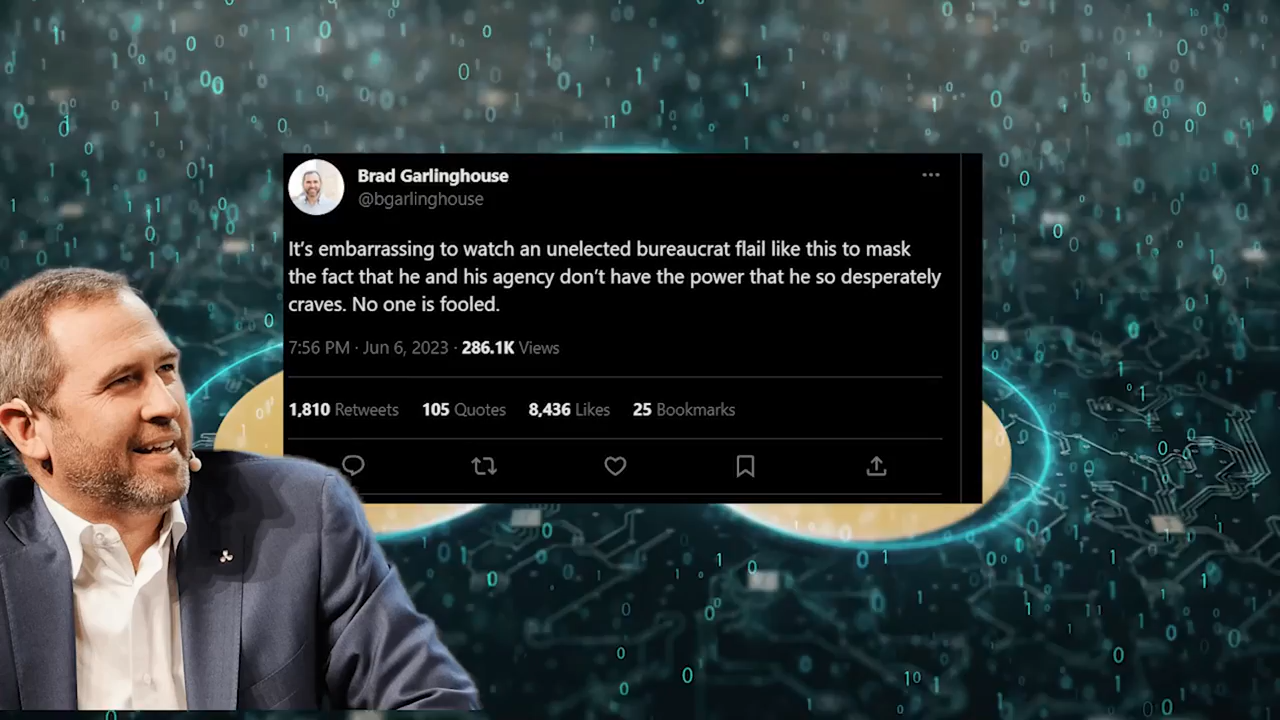 Brad Garlinghouse
@bgarlinghouse
It's embarrassing to watch an unelected bureaucrat flail like this to mask
the fact that he and his agency don't have the power that he so desperately
craves. No one is fooled.
7:56 PM · Jun 6, 2023 · 286.1K Views
1,810 Retweets 105 Quotes 8,436 Likes 25 Bookmarks